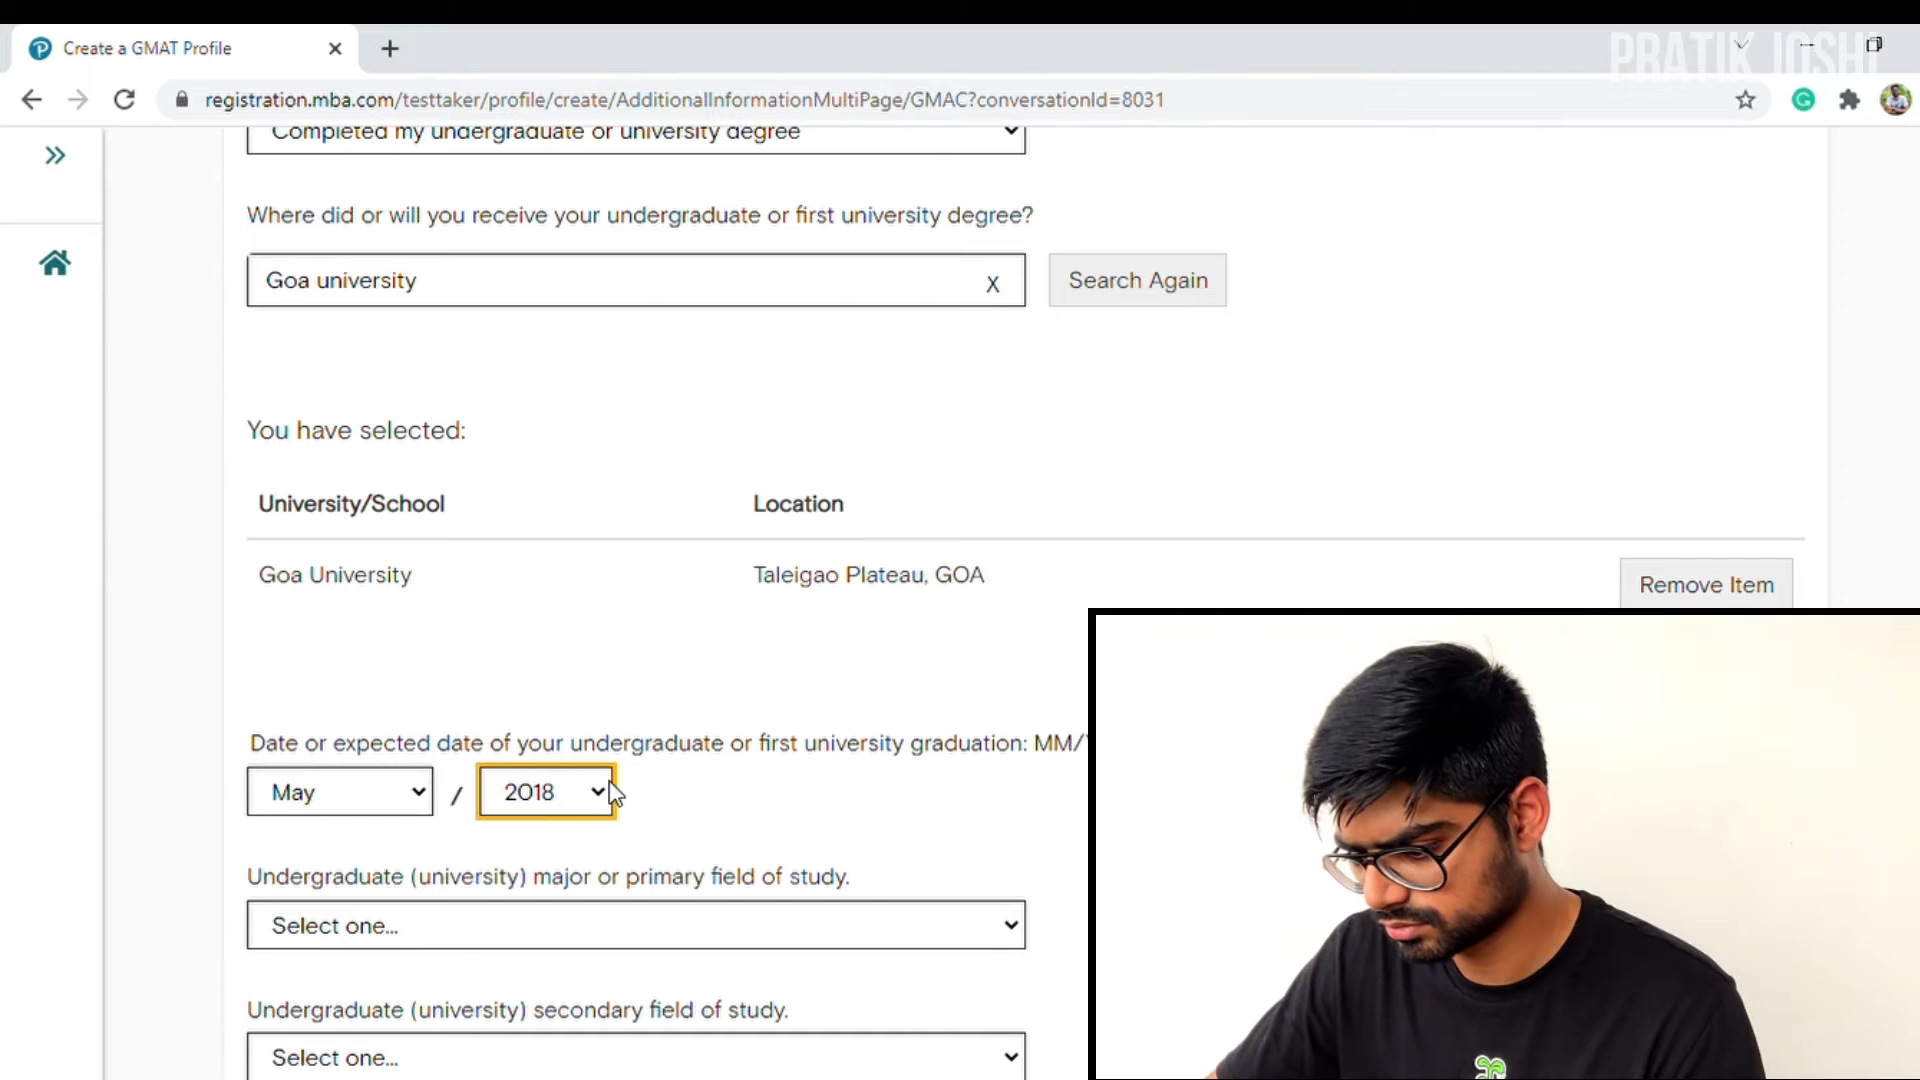 PRATIK JOSHI
Create a GMAT Profile
registration.mba.com/testtaker/profile/create/AdditionalInformationMultiPage/GMAC?conversationId=8031
Completed my undergraduate or university degree
Where did or will you receive your undergraduate or first university degree?
Goa university X Search Again
You have selected:
University/School Location
Goa University Taleigao Plateau, GOA Remove Item
Date or expected date of your undergraduate or first university graduation: MM/
May / 2018
Undergraduate (university) major or primary field of study.
Select one...
Undergraduate (university) secondary field of study.
Select one...